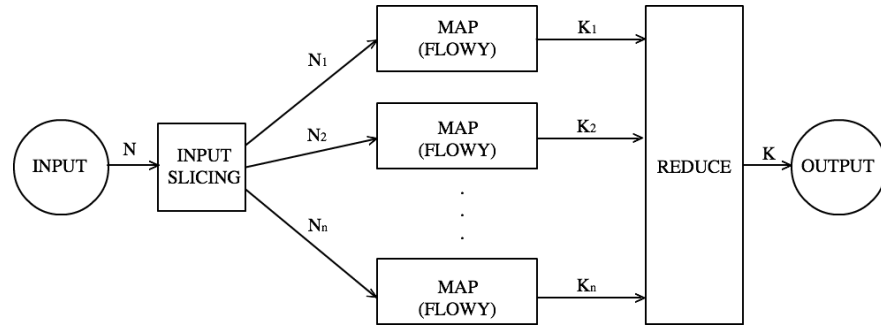 INPUT
N
INPUT
SLICING
N₁
N₂
Nₙ
MAP
(FLOWY)
MAP
(FLOWY)
.
.
.
MAP
(FLOWY)
K₁
K₂
Kₙ
REDUCE
K
OUTPUT